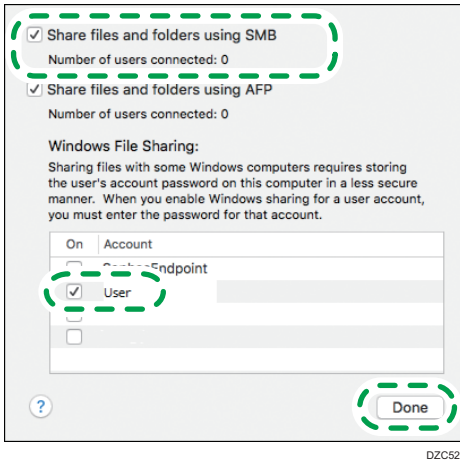 Share files and folders using SMB
Number of users connected: 0
Share files and folders using AFP
Number of users connected: 0
Windows File Sharing:
Sharing files with some Windows computers requires storing
the user's account password on this computer in a less secure
manner. When you enable Windows sharing for a user account,
you must enter the password for that account.
On Account
SophosEndpoint
User
?
Done
DZC52